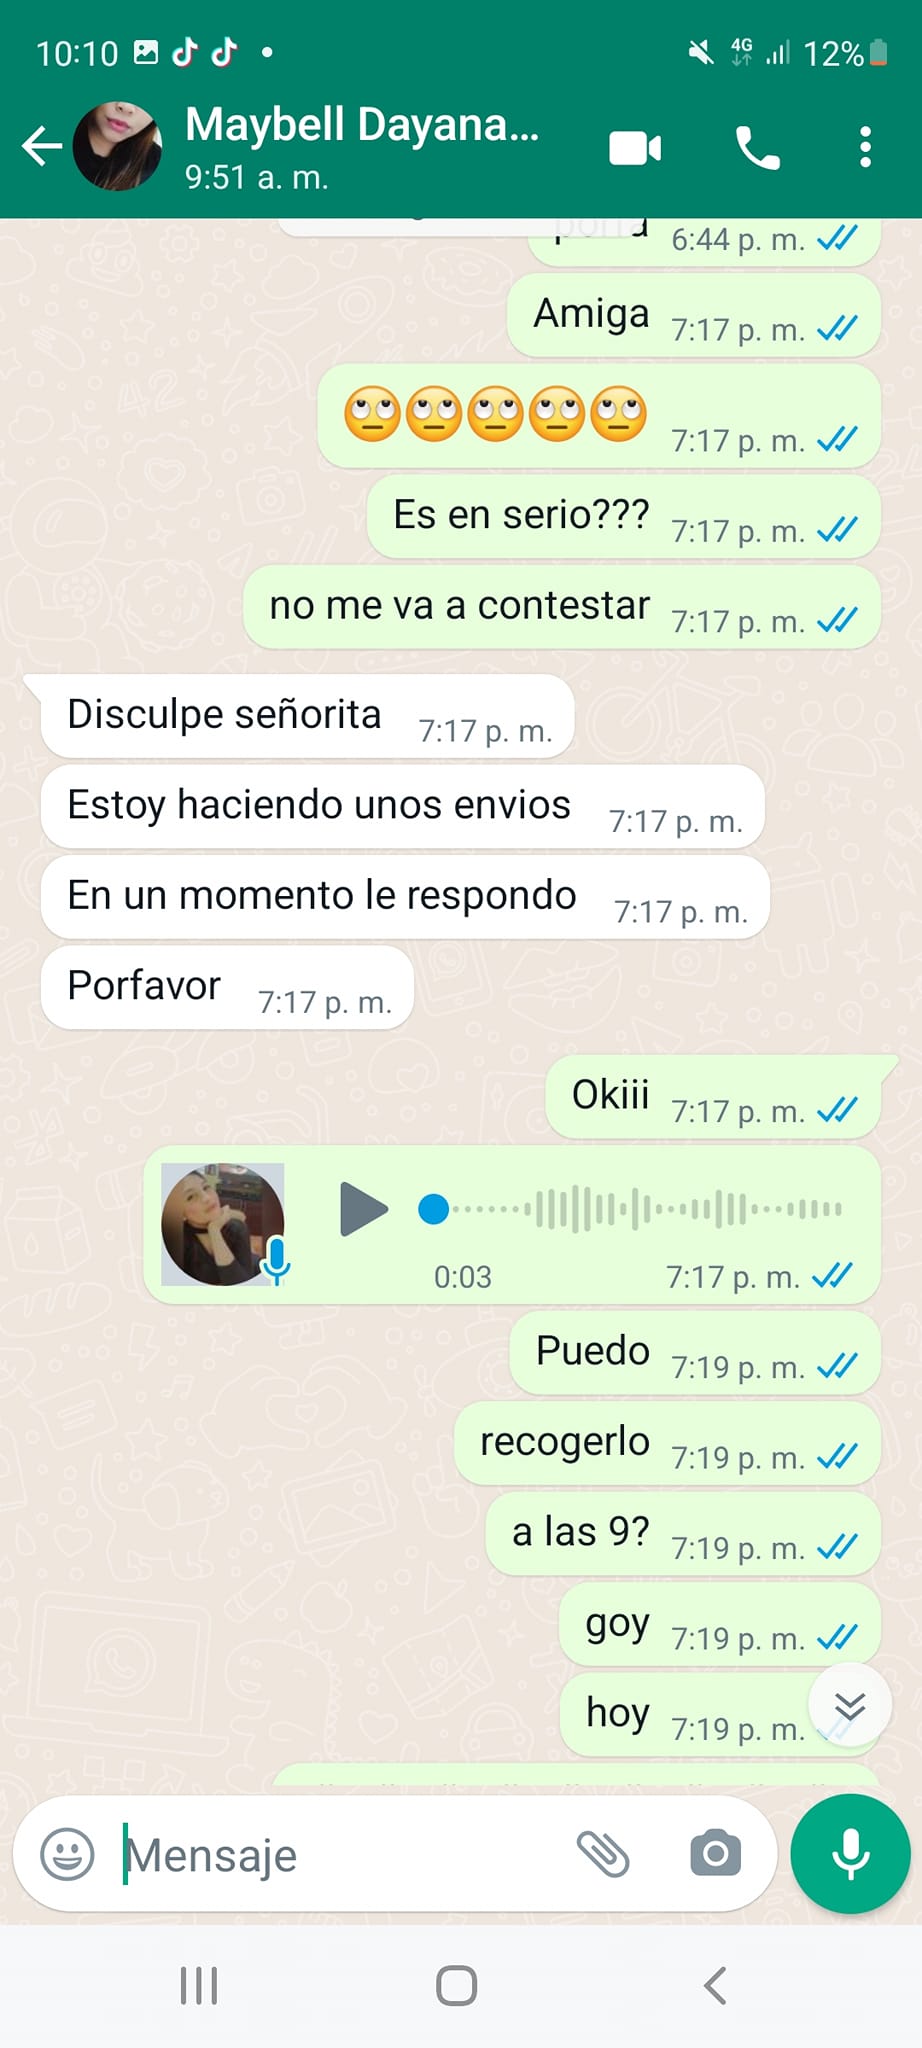 10:10
4G
12%
Maybell Dayana...
9:51 a. m.
6:44 p. m.
Amiga 7:17 p. m.
🙄🙄🙄🙄🙄 7:17 p. m.
Es en serio??? 7:17 p. m.
no me va a contestar 7:17 p. m.
Disculpe señorita 7:17 p. m.
Estoy haciendo unos envios 7:17 p. m.
En un momento le respondo 7:17 p. m.
Porfavor 7:17 p. m.
Okiii 7:17 p. m.
0:03 7:17 p. m.
Puedo 7:19 p. m.
recogerlo 7:19 p. m.
a las 9? 7:19 p. m.
goy 7:19 p. m.
hoy 7:19 p. m.
Mensaje